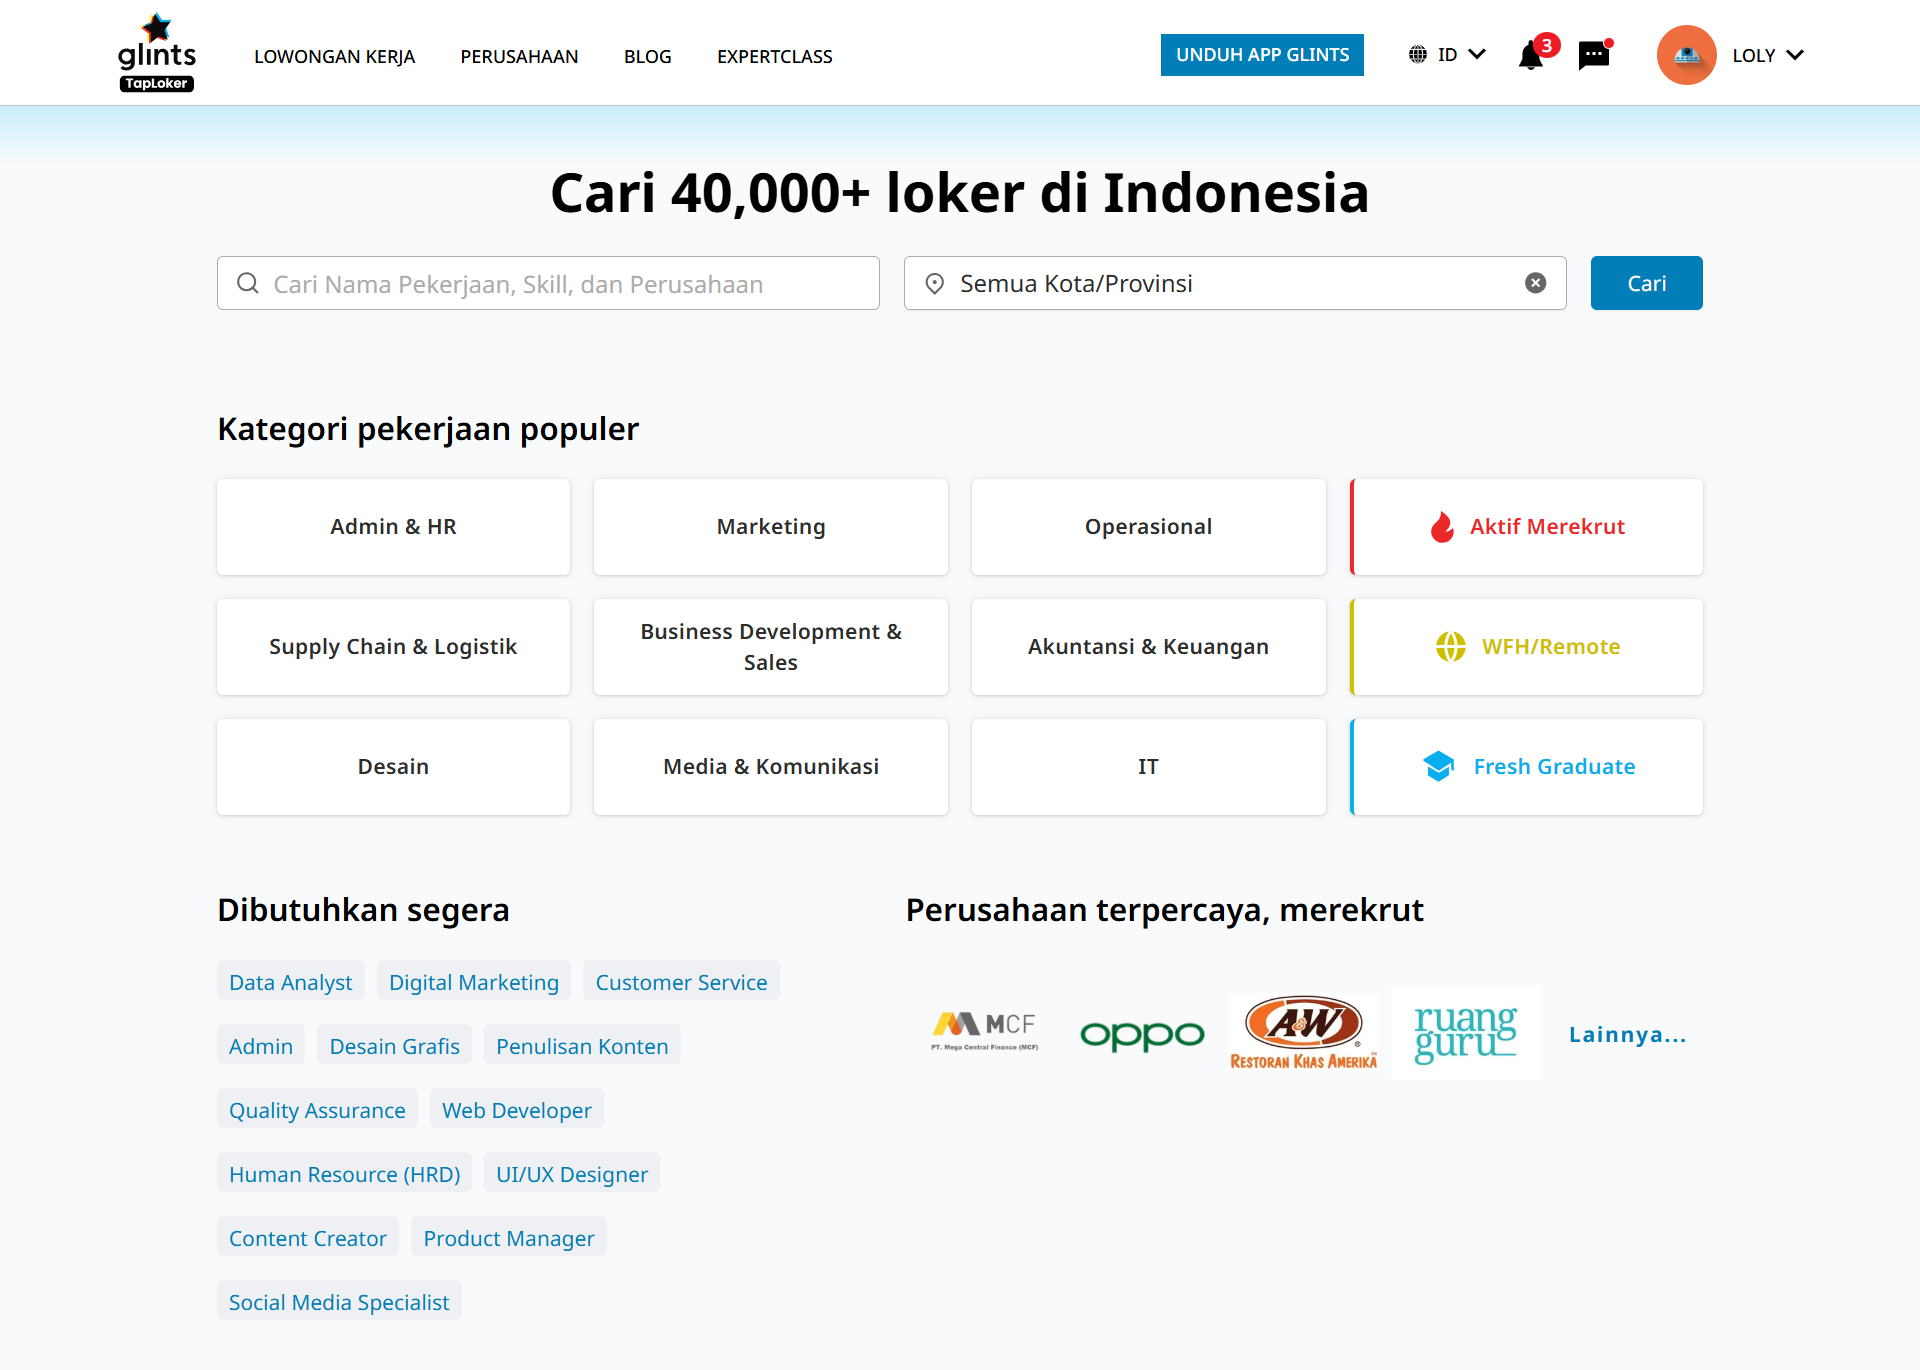 glints
TapLoker
LOWONGAN KERJA
PERUSAHAAN
BLOG
EXPERTCLASS
UNDUH APP GLINTS
ID
3
LOLY
Cari 40,000+ loker di Indonesia
Cari Nama Pekerjaan, Skill, dan Perusahaan
Semua Kota/Provinsi
Cari
Kategori pekerjaan populer
Admin & HR
Marketing
Operasional
Aktif Merekrut
Supply Chain & Logistik
Business Development &
Sales
Akuntansi & Keuangan
WFH/Remote
Desain
Media & Komunikasi
IT
Fresh Graduate
Dibutuhkan segera
Data Analyst
Digital Marketing
Customer Service
Admin
Desain Grafis
Penulisan Konten
Quality Assurance
Web Developer
Human Resource (HRD)
UI/UX Designer
Content Creator
Product Manager
Social Media Specialist
Perusahaan terpercaya, merekrut
MCF
PT. Mega Central Finance (MCF)
oppo
A&W ®
RESTORAN KHAS AMERIKA
ruang
guru
Lainnya...